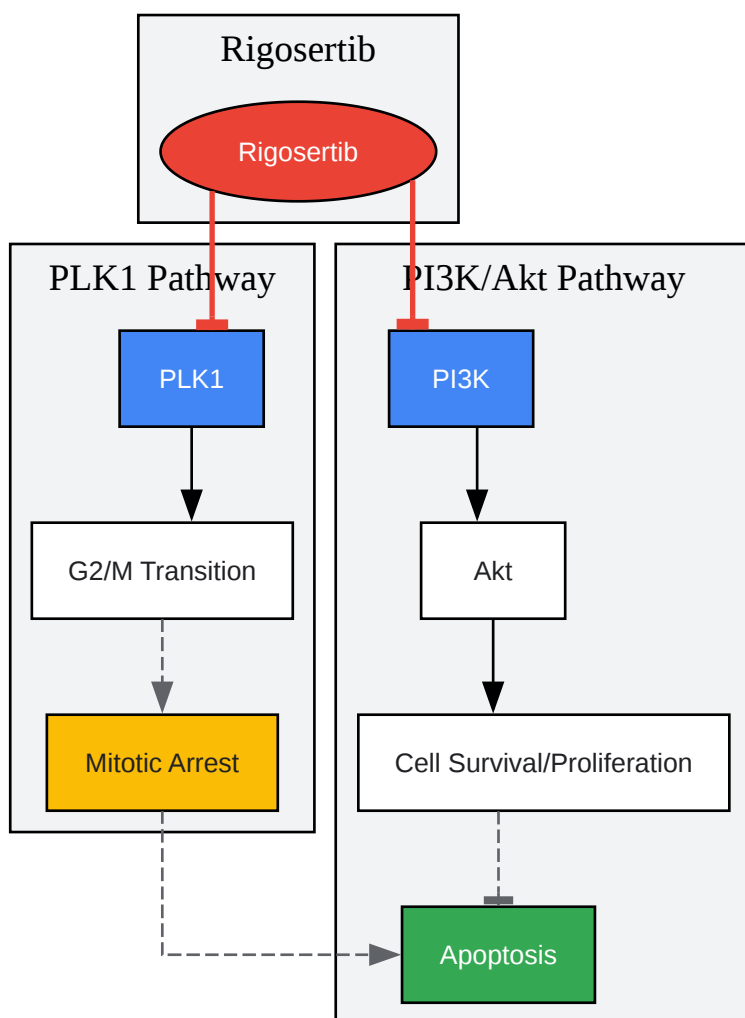 Rigosertib
Rigosertib
PLK1 Pathway
PI3K/Akt Pathway
PLK1
PI3K
G2/M Transition
Akt
Mitotic Arrest
Cell Survival/Proliferation
Apoptosis